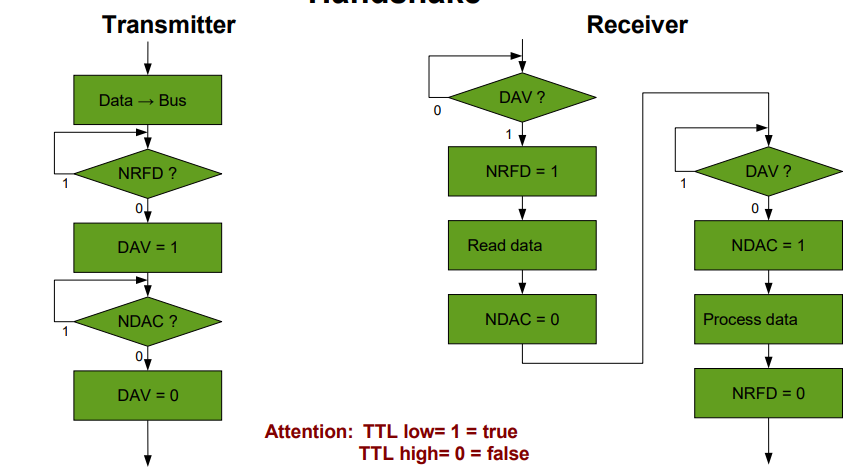 Transmitter
Receiver
Data → Bus
NRFD ?
1
0
DAV = 1
NDAC ?
1
0
DAV = 0
DAV ?
0
1
NRFD = 1
Read data
NDAC = 0
DAV ?
1
0
NDAC = 1
Process data
NRFD = 0
Attention: TTL low= 1 = true
TTL high= 0 = false